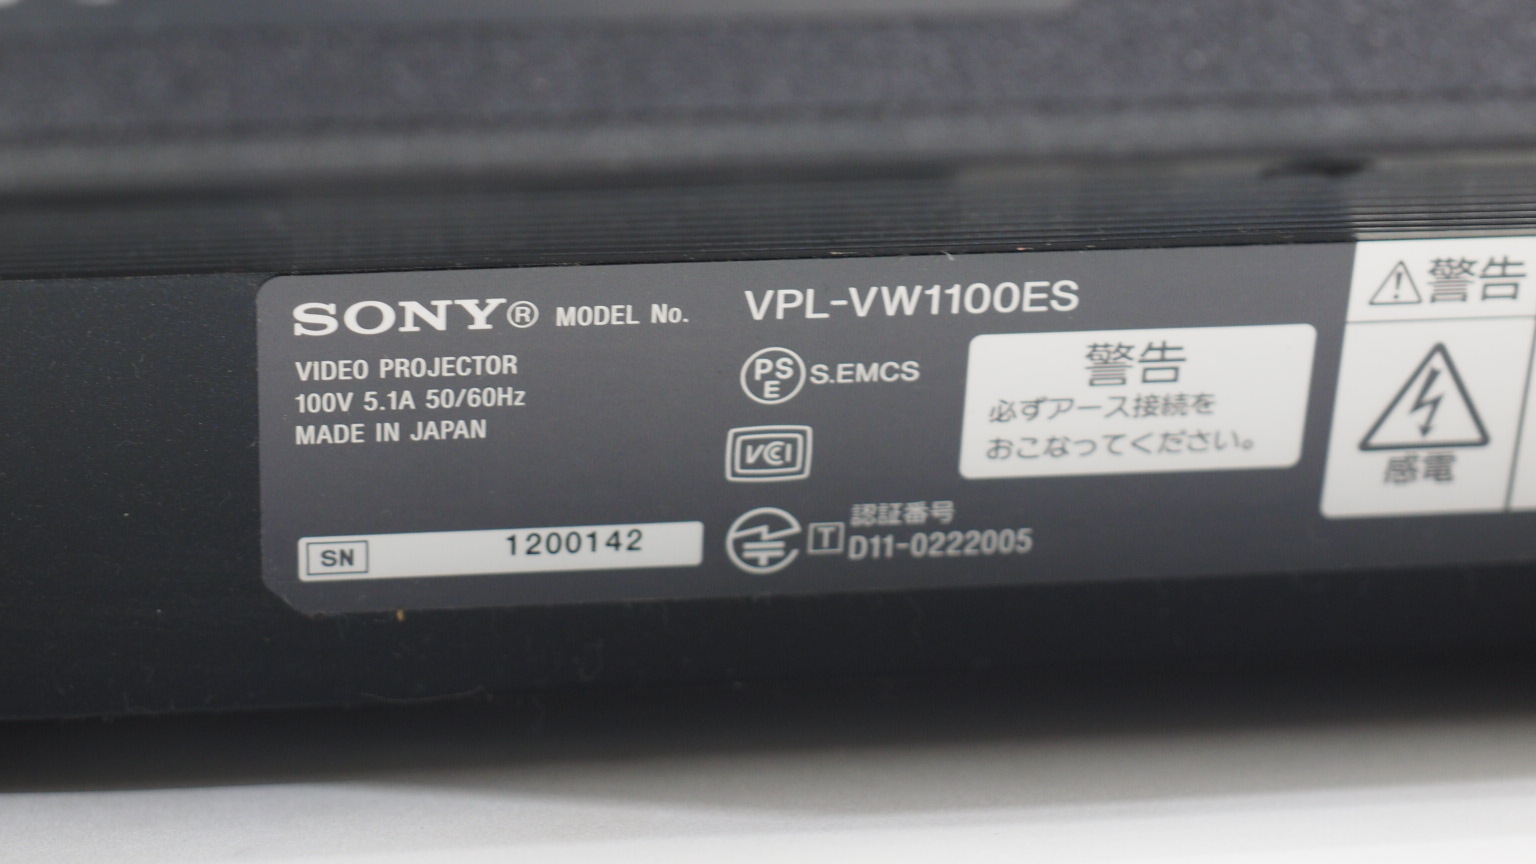 SONY® MODEL No. VPL-VW1100ES
VIDEO PROJECTOR
100V 5.1A 50/60Hz
MADE IN JAPAN
SN 1200142
PSE S.EMCS
VCCI
T 認証番号
D11-0222005
警告
必ずアース接続を
おこなってください。
警告
感電